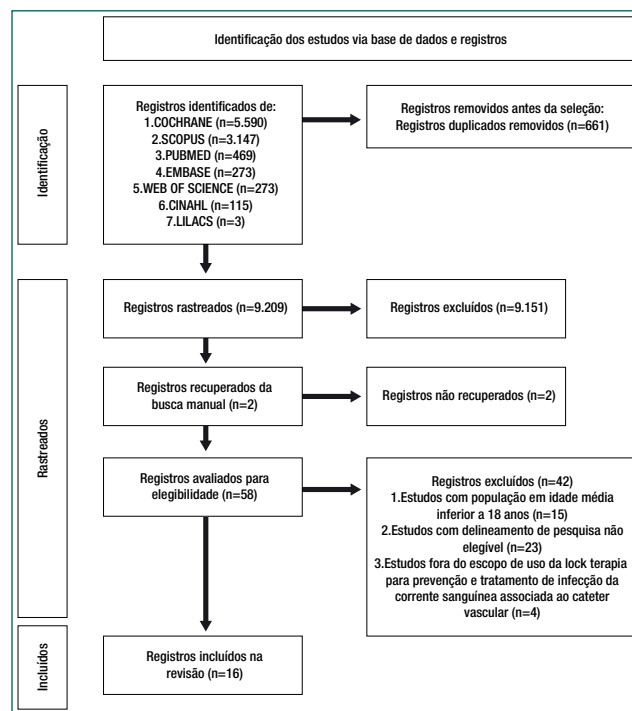 Identificação dos estudos via base de dados e registros
Identificação
Registros identificados de:
1.COCHRANE (n=5.590)
2.SCOPUS (n=3.147)
3.PUBMED (n=469)
4.EMBASE (n=273)
5.WEB OF SCIENCE (n=273)
6.CINAHL (n=115)
7.LILACS (n=3)
Registros removidos antes da seleção:
Registros duplicados removidos (n=661)
Rastreados
Registros rastreados (n=9.209)
Registros excluídos (n=9.151)
Registros recuperados da
busca manual (n=2)
Registros não recuperados (n=2)
Registros avaliados para
elegibilidade (n=58)
Registros excluídos (n=42)
1.Estudos com população em idade média
inferior a 18 anos (n=15)
2.Estudos com delineamento de pesquisa não
elegível (n=23)
3.Estudos fora do escopo de uso da lock terapia
para prevenção e tratamento de infecção da
corrente sanguínea associada ao cateter
vascular (n=4)
Incluídos
Registros incluídos na
revisão (n=16)